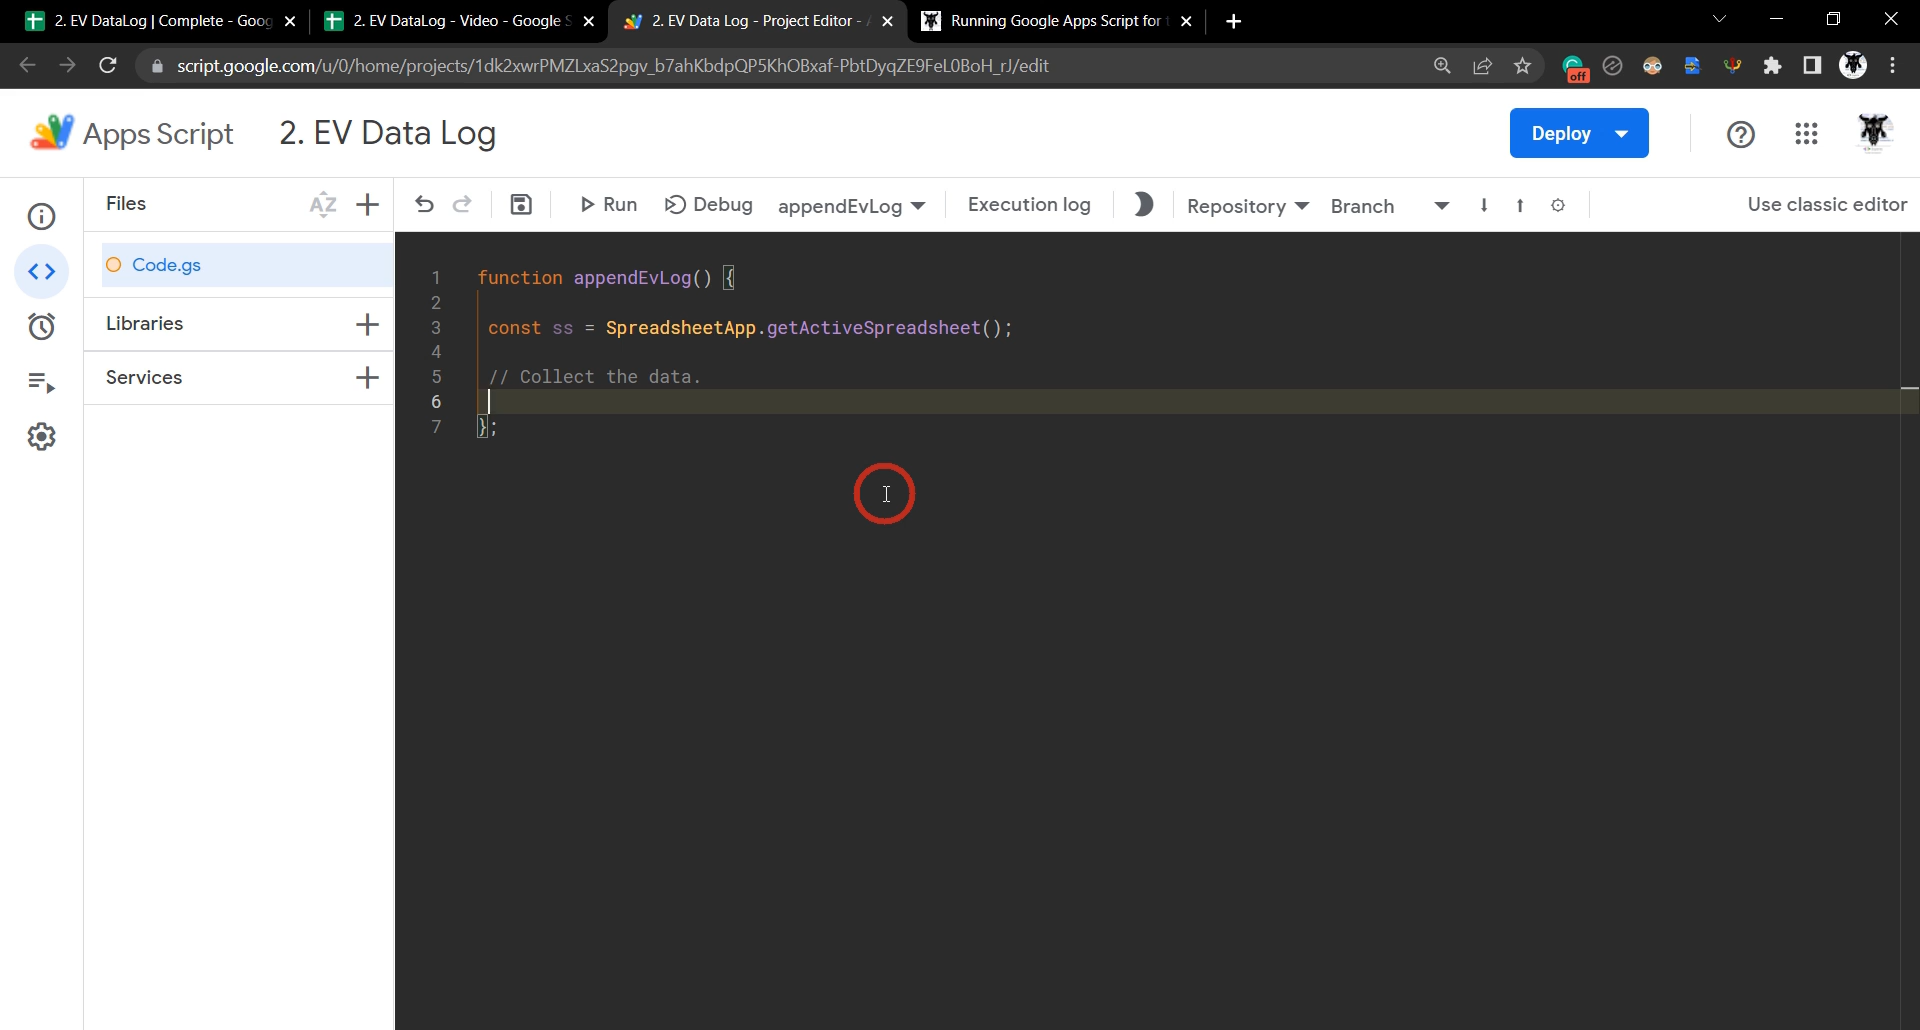 2. EV DataLog | Complete - Goog
2. EV DataLog - Video - Google S
2. EV Data Log - Project Editor - A
Running Google Apps Script for t
script.google.com/u/0/home/projects/1dk2xwrPMZLxaS2pgv_b7ahKbdpQP5KhOBxaf-PbtDyqZE9FeL0BoH_rJ/edit
off
Apps Script
2. EV Data Log
Deploy
Files
AZ
Run
Debug
appendEvLog
Execution log
Repository
Branch
Use classic editor
Code.gs
Libraries
Services
1 function appendEvLog() {
2
3 const ss = SpreadsheetApp.getActiveSpreadsheet();
4
5 // Collect the data.
6
7 };